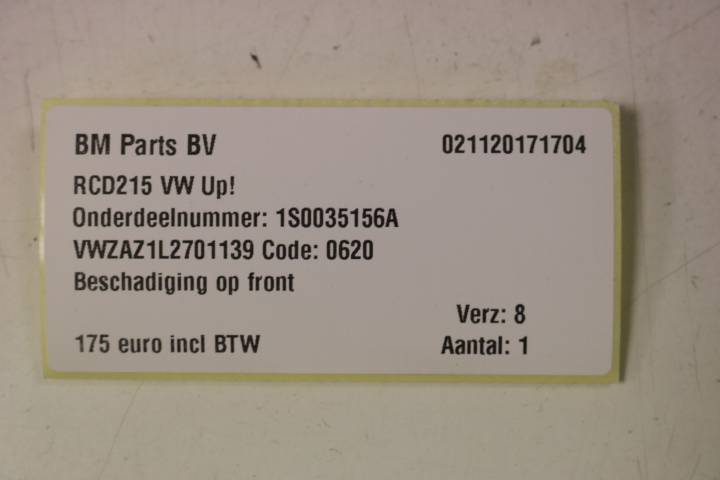 BM Parts BV 021120171704
RCD215 VW Up!
Onderdeelnummer: 1S0035156A
VWZAZ1L2701139 Code: 0620
Beschadiging op front
Verz: 8
175 euro incl BTW Aantal: 1